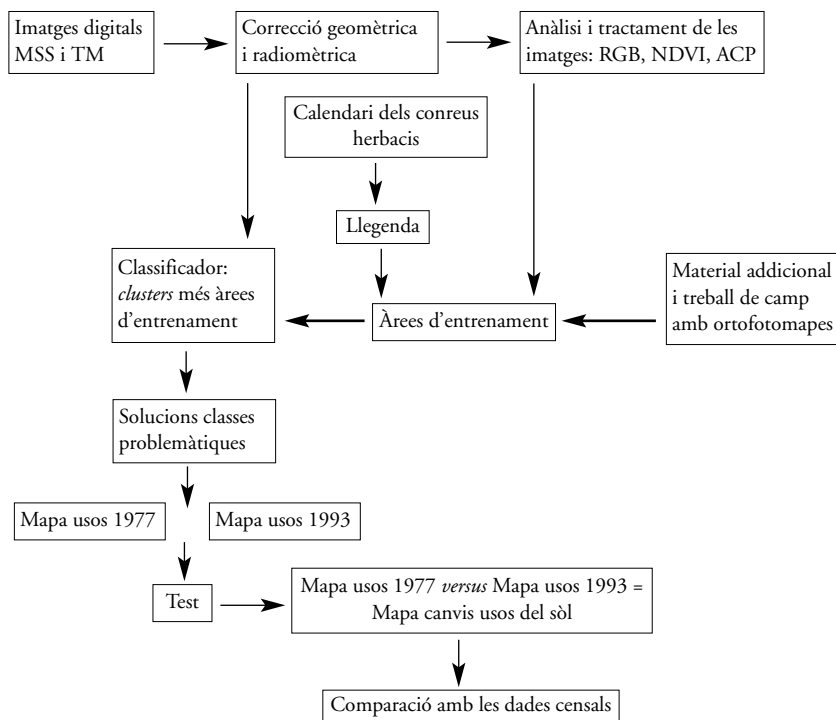 Imatges digitals
MSS i TM
Correcció geomètrica
i radiomètrica
Anàlisi i tractament de les
imatges: RGB, NDVI, ACP
Calendari dels conreus
herbacis
Llegenda
Classificador:
clusters més àrees
d’entrenament
Àrees d’entrenament
Material addicional
i treball de camp
amb ortofotomapes
Solucions classes
problemàtiques
Mapa usos 1977
Mapa usos 1993
Test
Mapa usos 1977 versus Mapa usos 1993 =
Mapa canvis usos del sòl
Comparació amb les dades censals